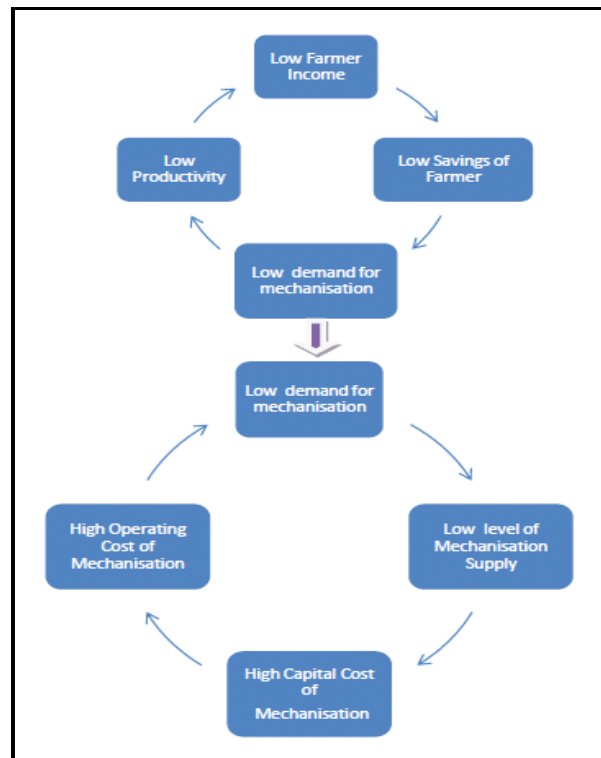 Low Farmer
Income
Low
Productivity
Low Savings of
Farmer
Low demand for
mechanisation
Low demand for
mechanisation
High Operating
Cost of
Mechanisation
Low level of
Mechanisation
Supply
High Capital Cost
of
Mechanisation